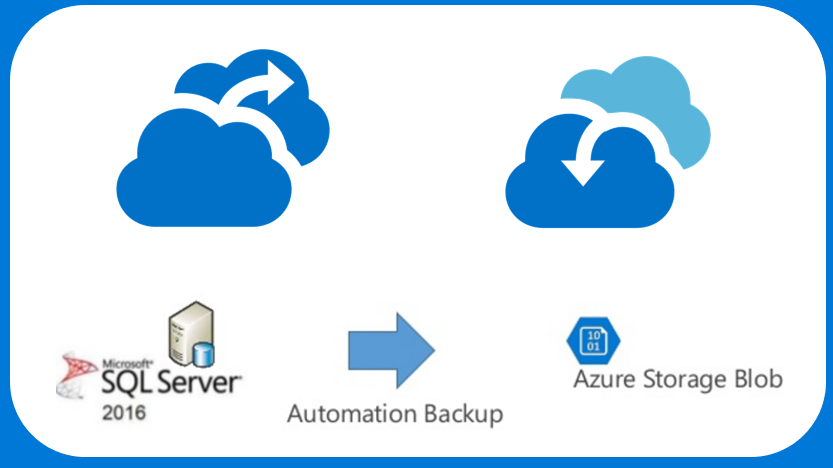 Microsoft®
SQL Server®
2016
Automation Backup
10
01
Azure Storage Blob